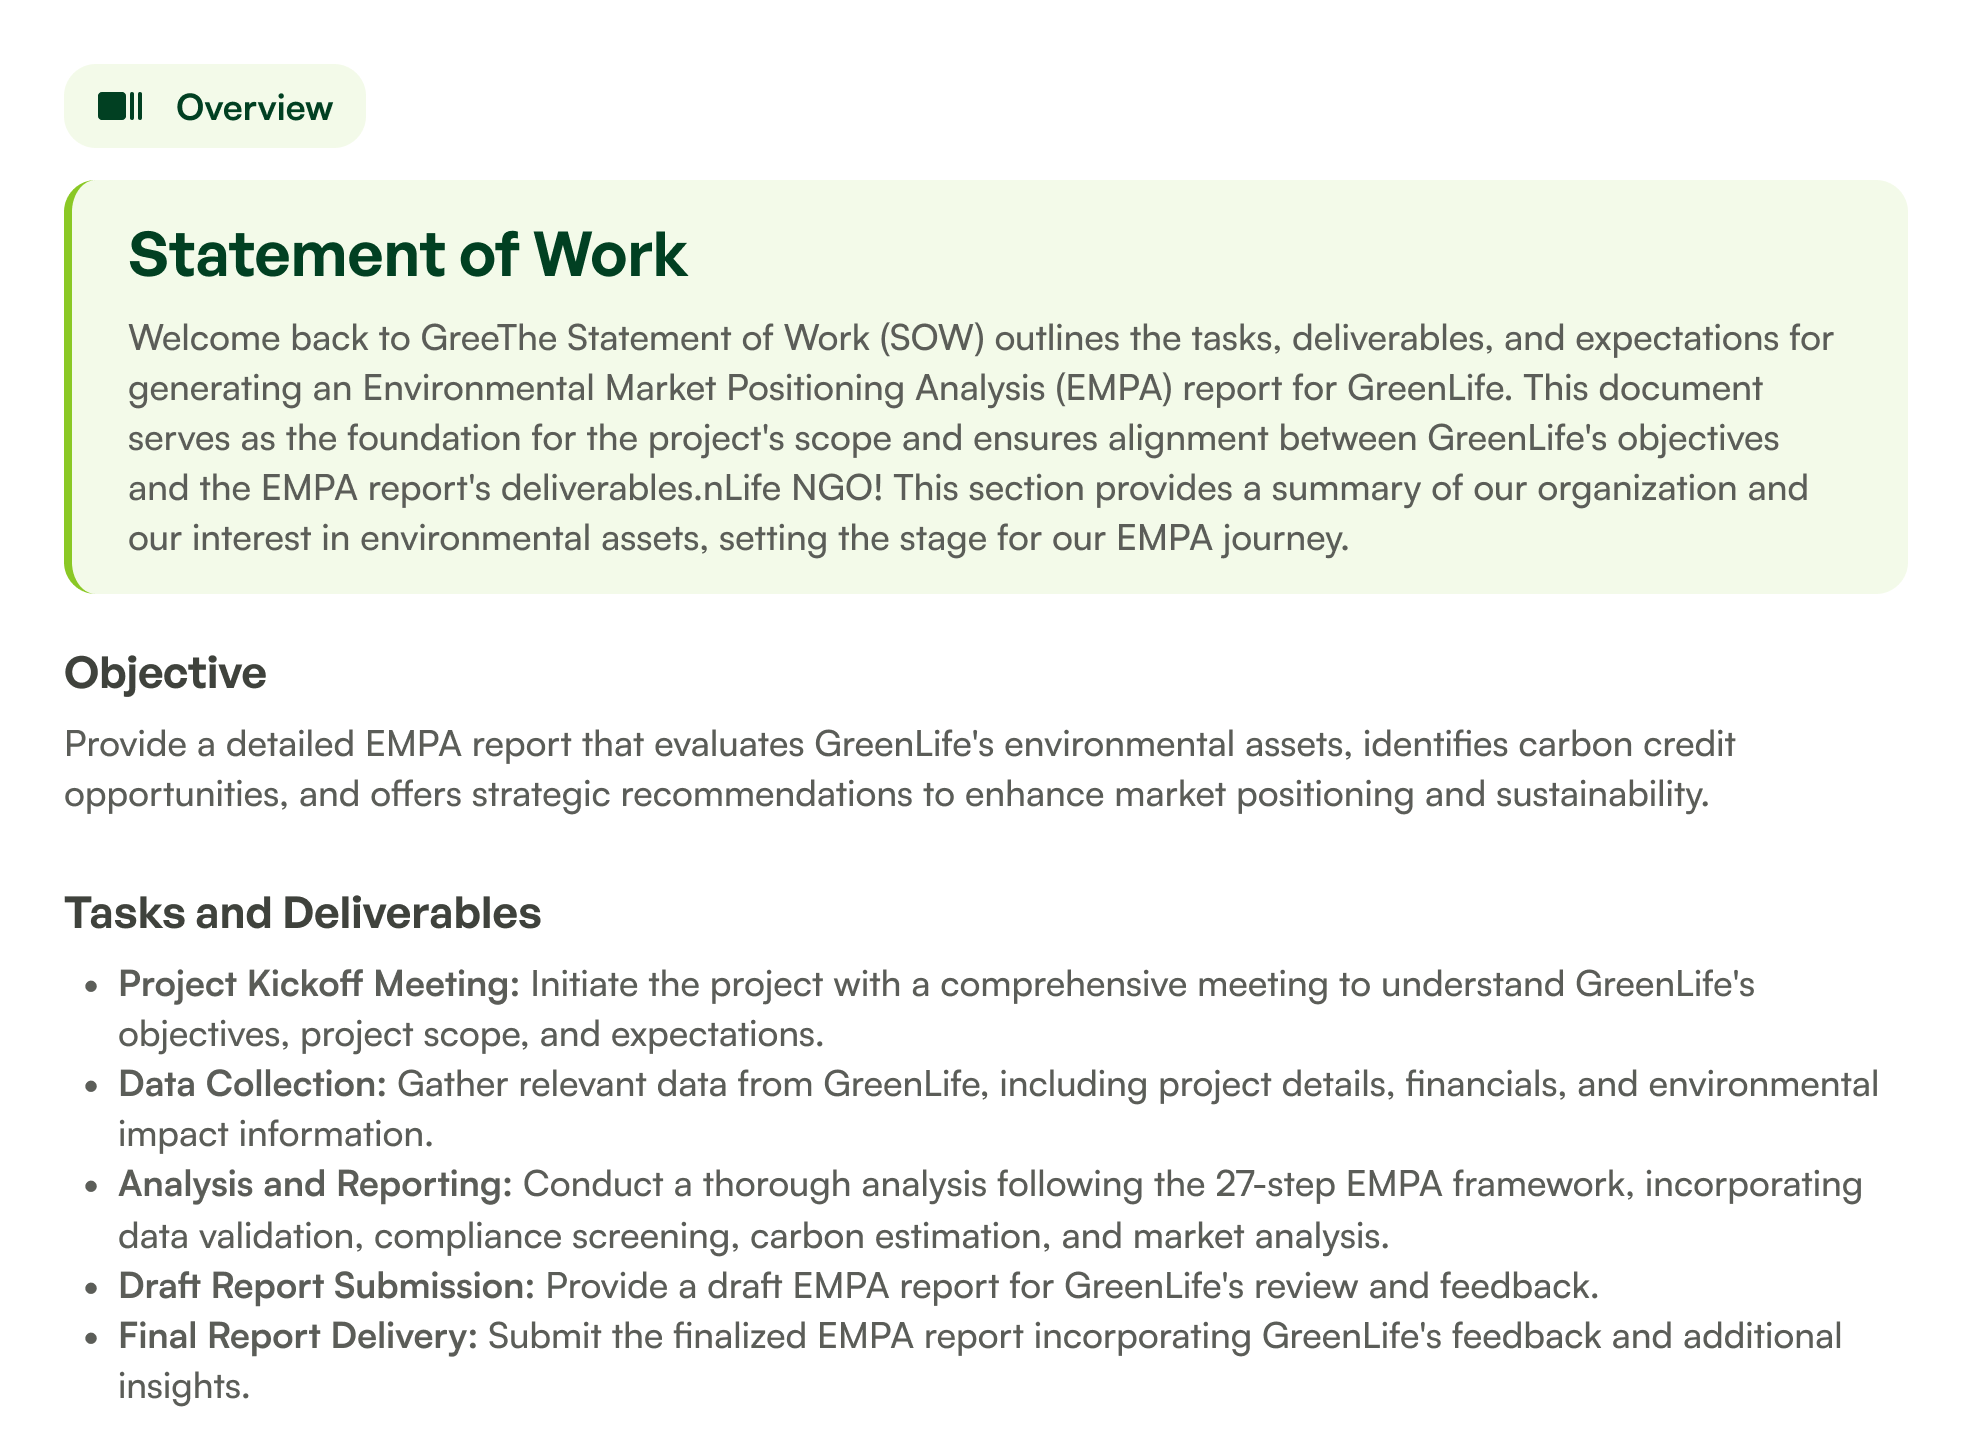 Overview
Statement of Work
Welcome back to GreeThe Statement of Work (SOW) outlines the tasks, deliverables, and expectations for
generating an Environmental Market Positioning Analysis (EMPA) report for GreenLife. This document
serves as the foundation for the project's scope and ensures alignment between GreenLife's objectives
and the EMPA report's deliverables.nLife NGO! This section provides a summary of our organization and
our interest in environmental assets, setting the stage for our EMPA journey.
Objective
Provide a detailed EMPA report that evaluates GreenLife's environmental assets, identifies carbon credit
opportunities, and offers strategic recommendations to enhance market positioning and sustainability.
Tasks and Deliverables
• Project Kickoff Meeting: Initiate the project with a comprehensive meeting to understand GreenLife's
objectives, project scope, and expectations.
• Data Collection: Gather relevant data from GreenLife, including project details, financials, and environmental
impact information.
• Analysis and Reporting: Conduct a thorough analysis following the 27-step EMPA framework, incorporating
data validation, compliance screening, carbon estimation, and market analysis.
• Draft Report Submission: Provide a draft EMPA report for GreenLife's review and feedback.
• Final Report Delivery: Submit the finalized EMPA report incorporating GreenLife's feedback and additional
insights.